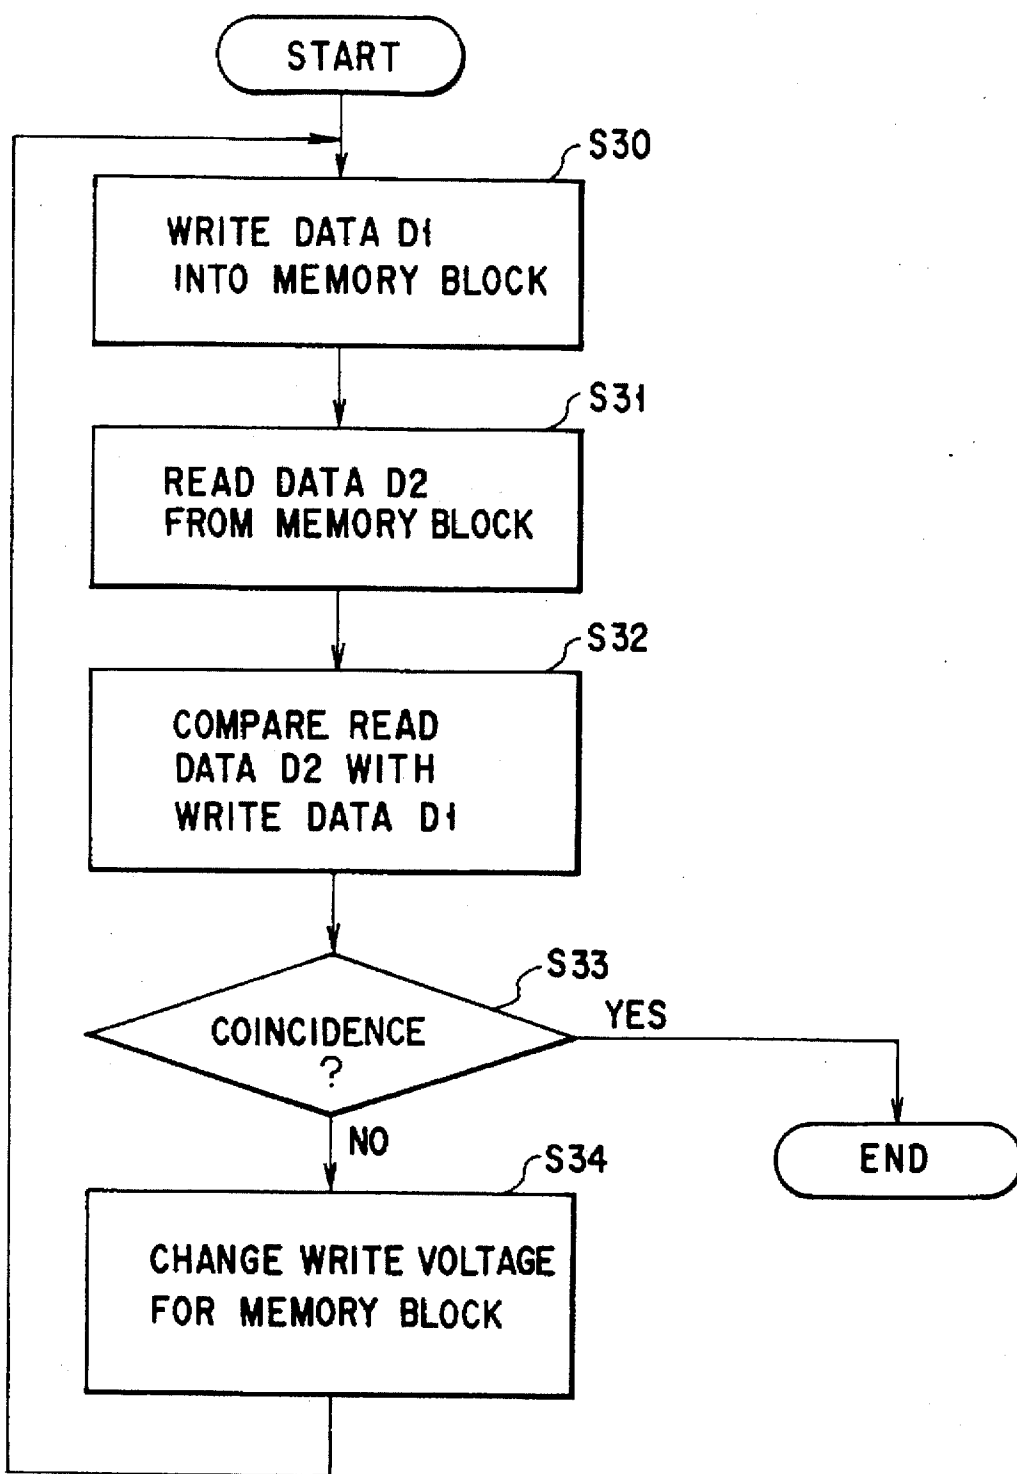 START
S30
WRITE DATA D1
INTO MEMORY BLOCK
S31
READ DATA D2
FROM MEMORY BLOCK
S32
COMPARE READ
DATA D2 WITH
WRITE DATA D1
S33
COINCIDENCE
?
YES
NO
END
S34
CHANGE WRITE VOLTAGE
FOR MEMORY BLOCK